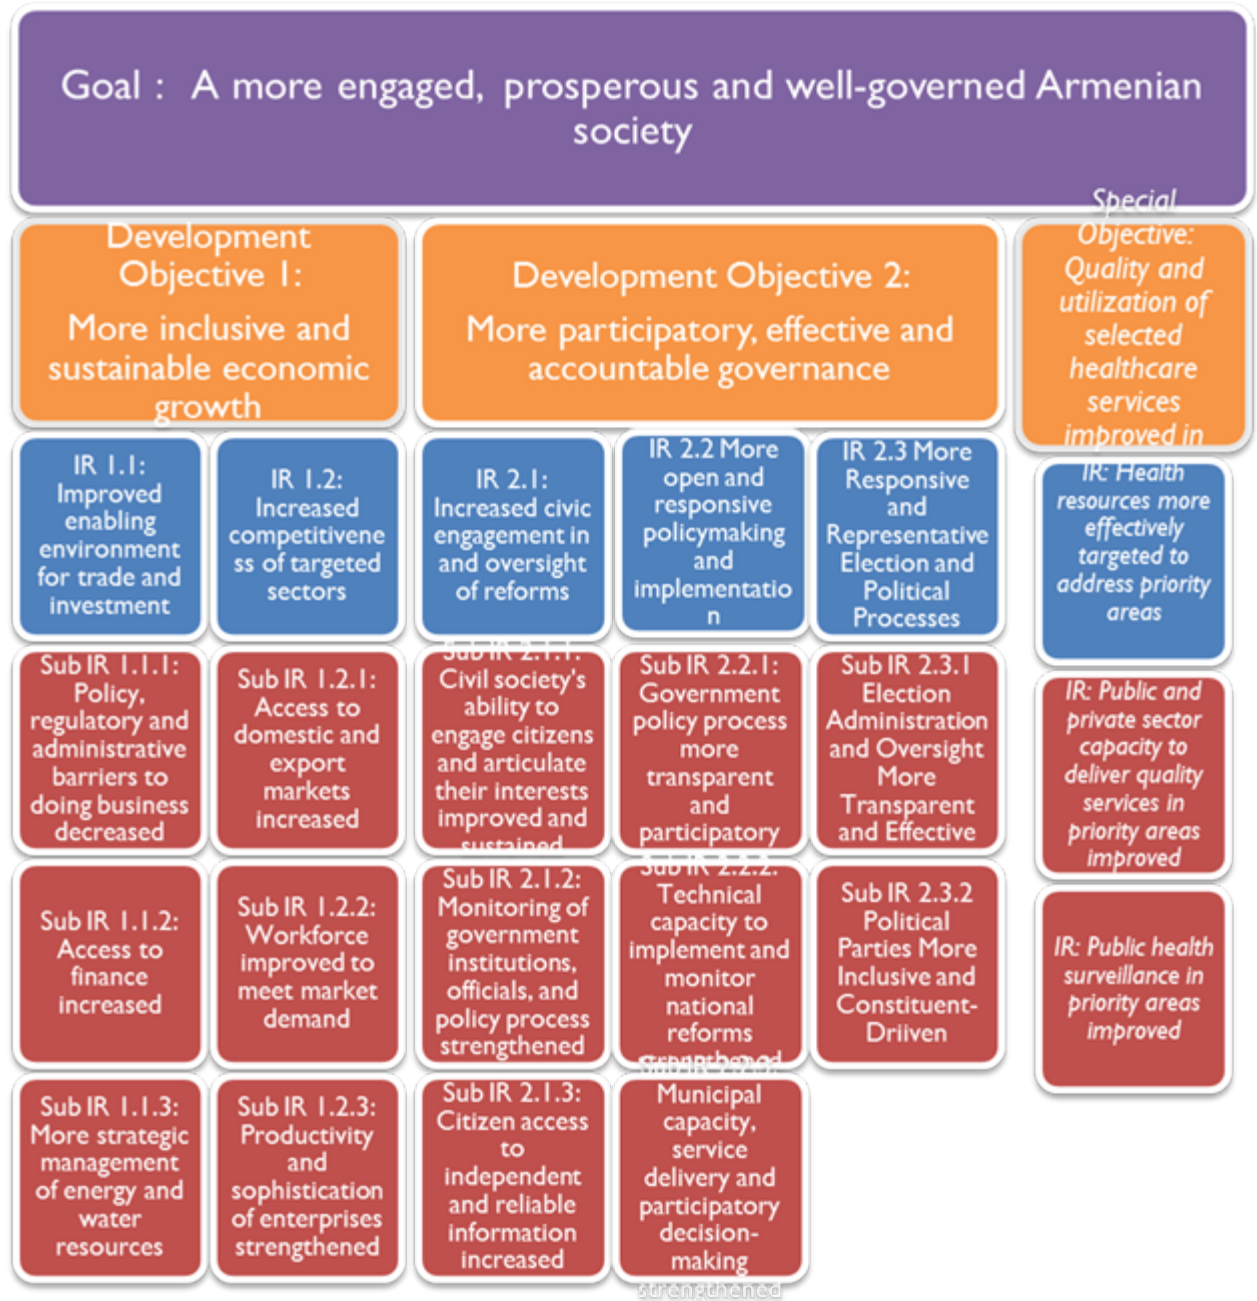 Goal : A more engaged, prosperous and well-governed Armenian
society
Development
Objective 1:
More inclusive and
sustainable economic
growth
Development Objective 2:
More participatory, effective and
accountable governance
Special
Objective:
Quality and
utilization of
selected
healthcare
services
improved in
IR 1.1:
Improved
enabling
environment
for trade and
investment
IR 1.2:
Increased
competitivene
ss of targeted
sectors
IR 2.1:
Increased civic
engagement in
and oversight
of reforms
IR 2.2 More
open and
responsive
policymaking
and
implementatio
n
IR 2.3 More
Responsive
and
Representative
Election and
Political
Processes
IR: Health
resources more
effectively
targeted to
address priority
areas
Sub IR 1.1.1:
Policy,
regulatory and
administrative
barriers to
doing business
decreased
Sub IR 1.2.1:
Access to
domestic and
export
markets
increased
Sub IR 2.1.1:
Civil society's
ability to
engage citizens
and articulate
their interests
improved and
sustained
Sub IR 2.2.1:
Government
policy process
more
transparent
and
participatory
Sub IR 2.3.1
Election
Administration
and Oversight
More
Transparent
and Effective
IR: Public and
private sector
capacity to
deliver quality
services in
priority areas
improved
Sub IR 1.1.2:
Access to
finance
increased
Sub IR 1.2.2:
Workforce
improved to
meet market
demand
Sub IR 2.1.2:
Monitoring of
government
institutions,
officials, and
policy process
strengthened
Sub IR 2.2.2:
Technical
capacity to
implement and
monitor
national
reforms
strengthened
Sub IR 2.3.2
Political
Parties More
Inclusive and
Constituent-
Driiven
IR: Public health
surveillance in
priority areas
improved
Sub IR 1.1.3:
More strategic
management
of energy and
water
resources
Sub IR 1.2.3:
Productivity
and
sophistication
of enterprises
strengthened
Sub IR 2.1.3:
Citizen access
to
independent
and reliable
information
increased
Municipal
capacity,
service
delivery and
participatory
decision-
making
strengthened